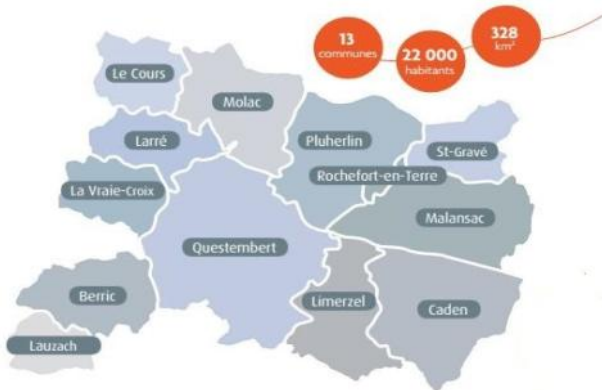 13
communes
22 000
habitants
328
km²
Le Cours
Molac
Larré
Pluherlin
St-Gravé
Rochefort-en-Terre
La Vraie-Croix
Malansac
Questembert
Berric
Limerzel
Caden
Lauzach